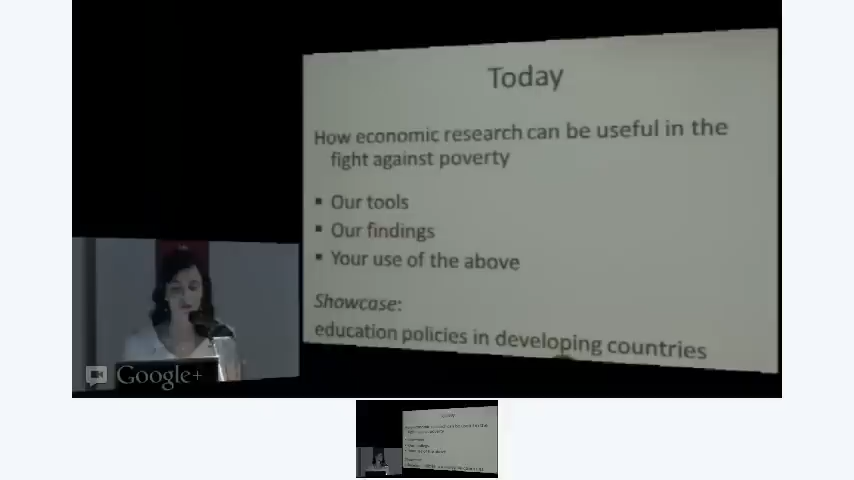 Today
How economic research can be useful in the
fight against poverty
▪ Our tools
▪ Our findings
▪ Your use of the above
Showcase:
education policies in developing countries
Google+